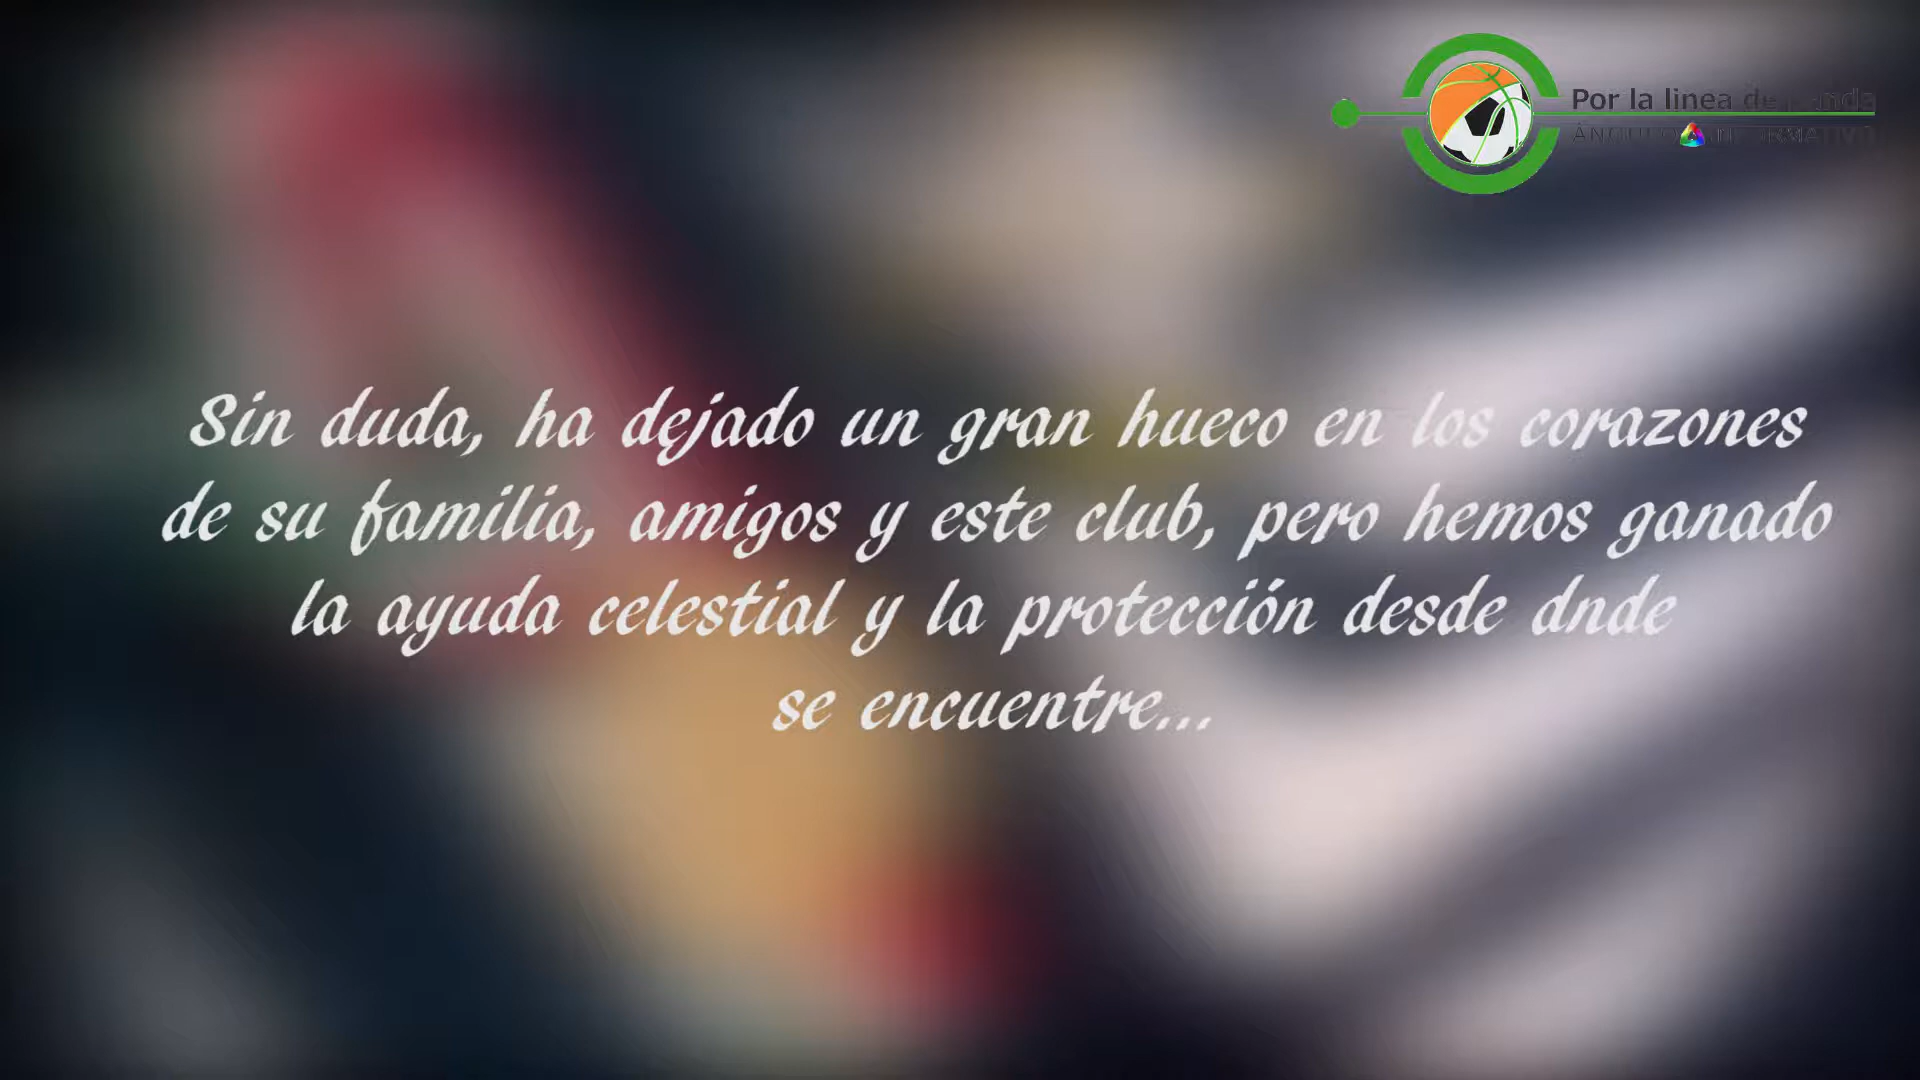 Por la linea de
Sin duda, ha dejado un gran hueco en los corazones
de su familia, amigos y este club, pero hemos ganado
la ayuda celestial y la protección desde dnde
se encuentre...